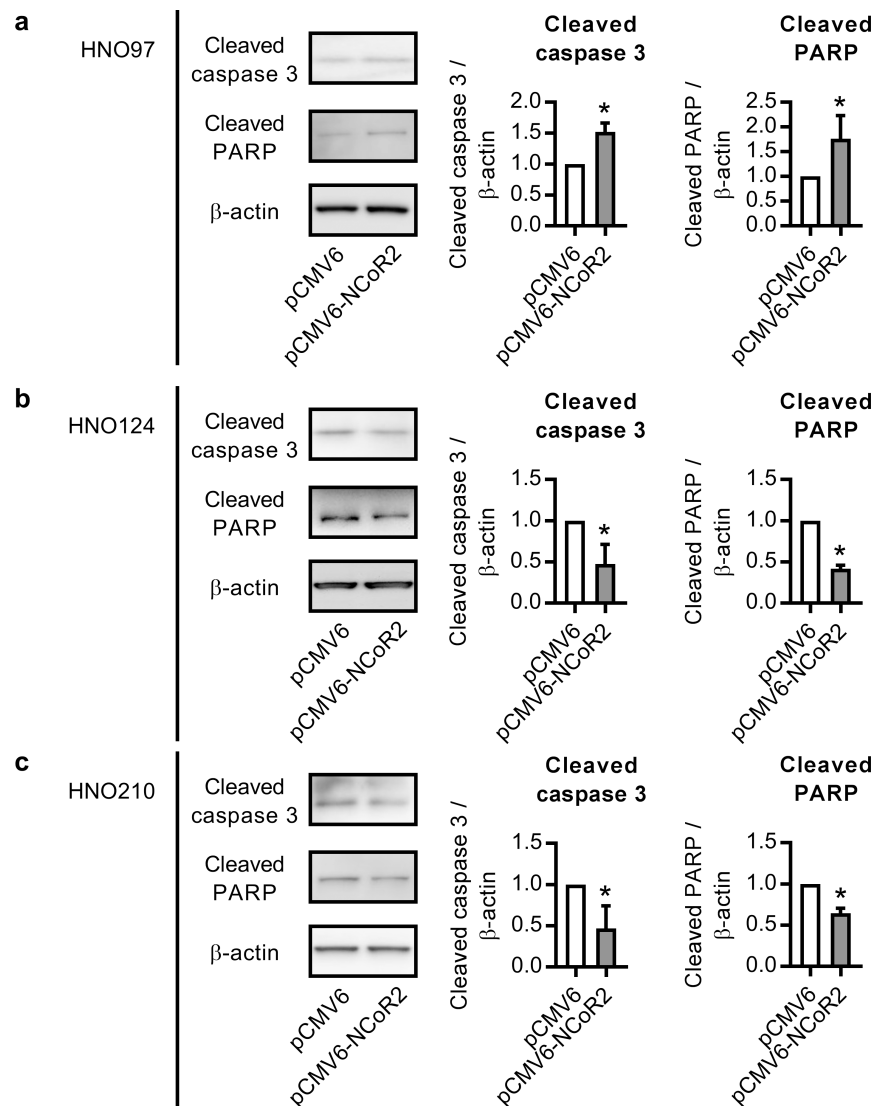 a
HNO97
Cleaved
caspase 3
Cleaved
PARP
β-actin
pCMV6
pCMV6-NCoR2
Cleaved
caspase 3
Cleaved caspase 3 /
β-actin
2.0
1.5
1.0
0.5
0.0
*
pCMV6
pCMV6-NCoR2
Cleaved
PARP
Cleaved PARP /
β-actin
2.5
2.0
1.5
1.0
0.5
0.0
*
pCMV6
pCMV6-NCoR2
b
HNO124
Cleaved
caspase 3
Cleaved
PARP
β-actin
pCMV6
pCMV6-NCoR2
Cleaved
caspase 3
Cleaved caspase 3 /
β-actin
1.5
1.0
0.5
0.0
*
pCMV6
pCMV6-NCoR2
Cleaved
PARP
Cleaved PARP /
β-actin
1.5
1.0
0.5
0.0
*
pCMV6
pCMV6-NCoR2
c
HNO210
Cleaved
caspase 3
Cleaved
PARP
β-actin
pCMV6
pCMV6-NCoR2
Cleaved
caspase 3
Cleaved caspase 3 /
β-actin
1.5
1.0
0.5
0.0
*
pCMV6
pCMV6-NCoR2
Cleaved
PARP
Cleaved PARP /
β-actin
1.5
1.0
0.5
0.0
*
pCMV6
pCMV6-NCoR2